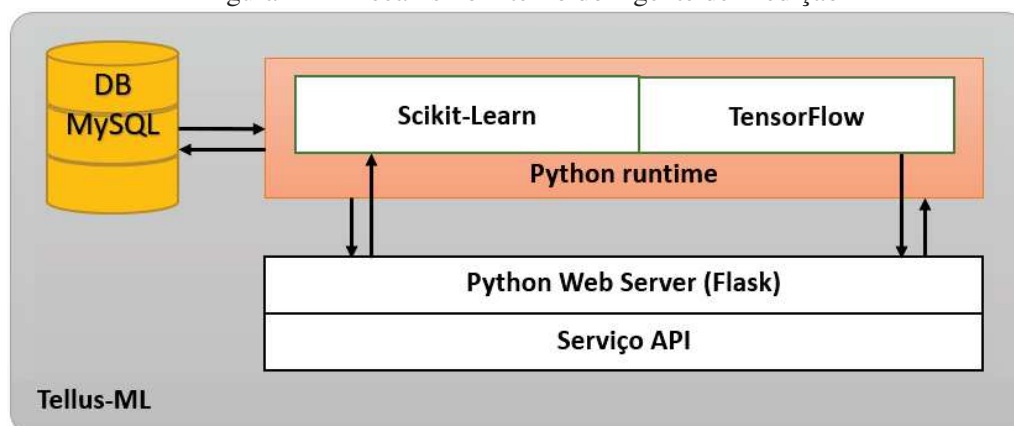 DB
MySQL
Scikit-Learn
TensorFlow
Python runtime
Python Web Server (Flask)
Serviço API
Tellus-ML